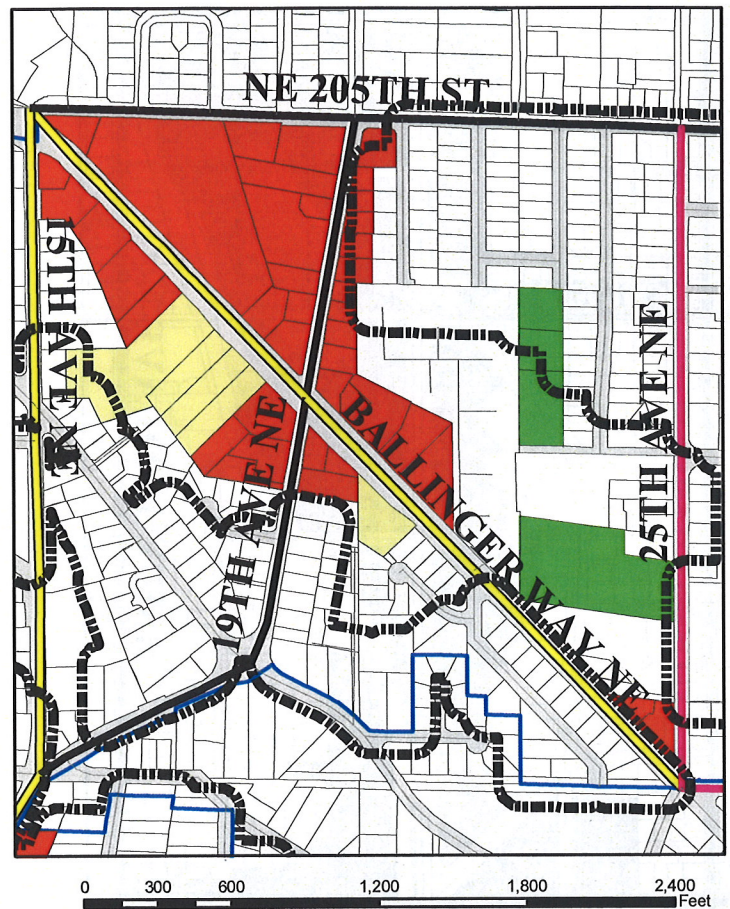 NE 205TH ST
15TH AVE NE
25TH AVE NE
BALLINGER WAY NE
19TH AVE NE
0 300 600 1,200 1,800 2,400
Feet